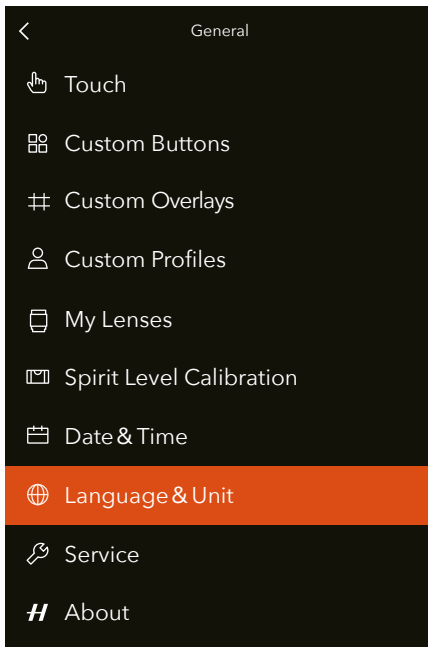 General
Touch
Custom Buttons
Custom Overlays
Custom Profiles
My Lenses
Spirit Level Calibration
Date & Time
Language & Unit
Service
About